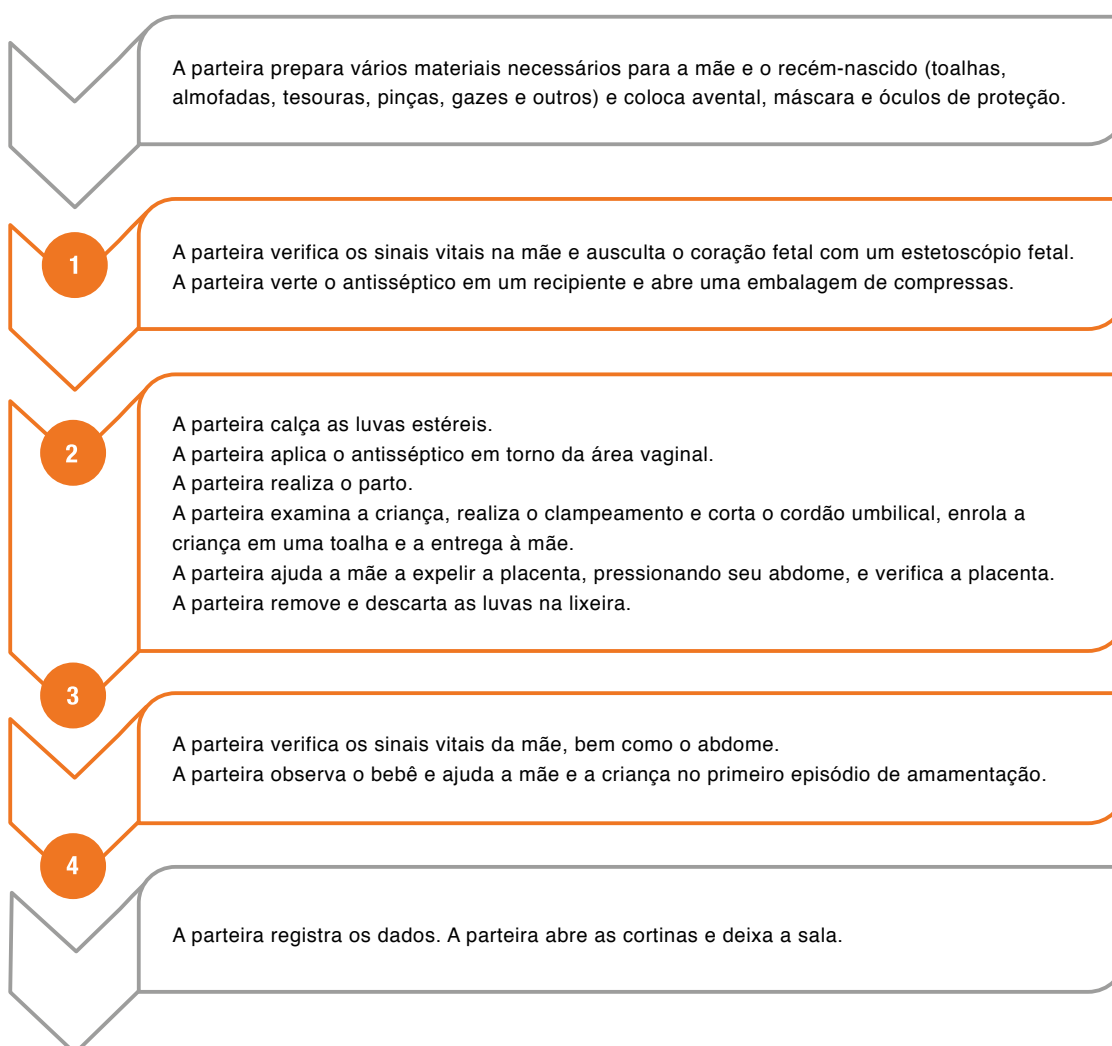 A parteira prepara vários materiais necessários para a mãe e o recém-nascido (toalhas,
almofadas, tesouras, pinças, gazes e outros) e coloca avental, máscara e óculos de proteção.
1
A parteira verifica os sinais vitais na mãe e ausculta o coração fetal com um estetoscópio fetal.
A parteira verte o antisséptico em um recipiente e abre uma embalagem de compressas.
2
A parteira calça as luvas estéreis.
A parteira aplica o antisséptico em torno da área vaginal.
A parteira realiza o parto.
A parteira examina a criança, realiza o clampeamento e corta o cordão umbilical, enrola a
criança em uma toalha e a entrega à mãe.
A parteira ajuda a mãe a expelir a placenta, pressionando seu abdome, e verifica a placenta.
A parteira remove e descarta as luvas na lixeira.
3
A parteira verifica os sinais vitais da mãe, bem como o abdome.
A parteira observa o bebê e ajuda a mãe e a criança no primeiro episódio de amamentação.
4
A parteira registra os dados. A parteira abre as cortinas e deixa a sala.